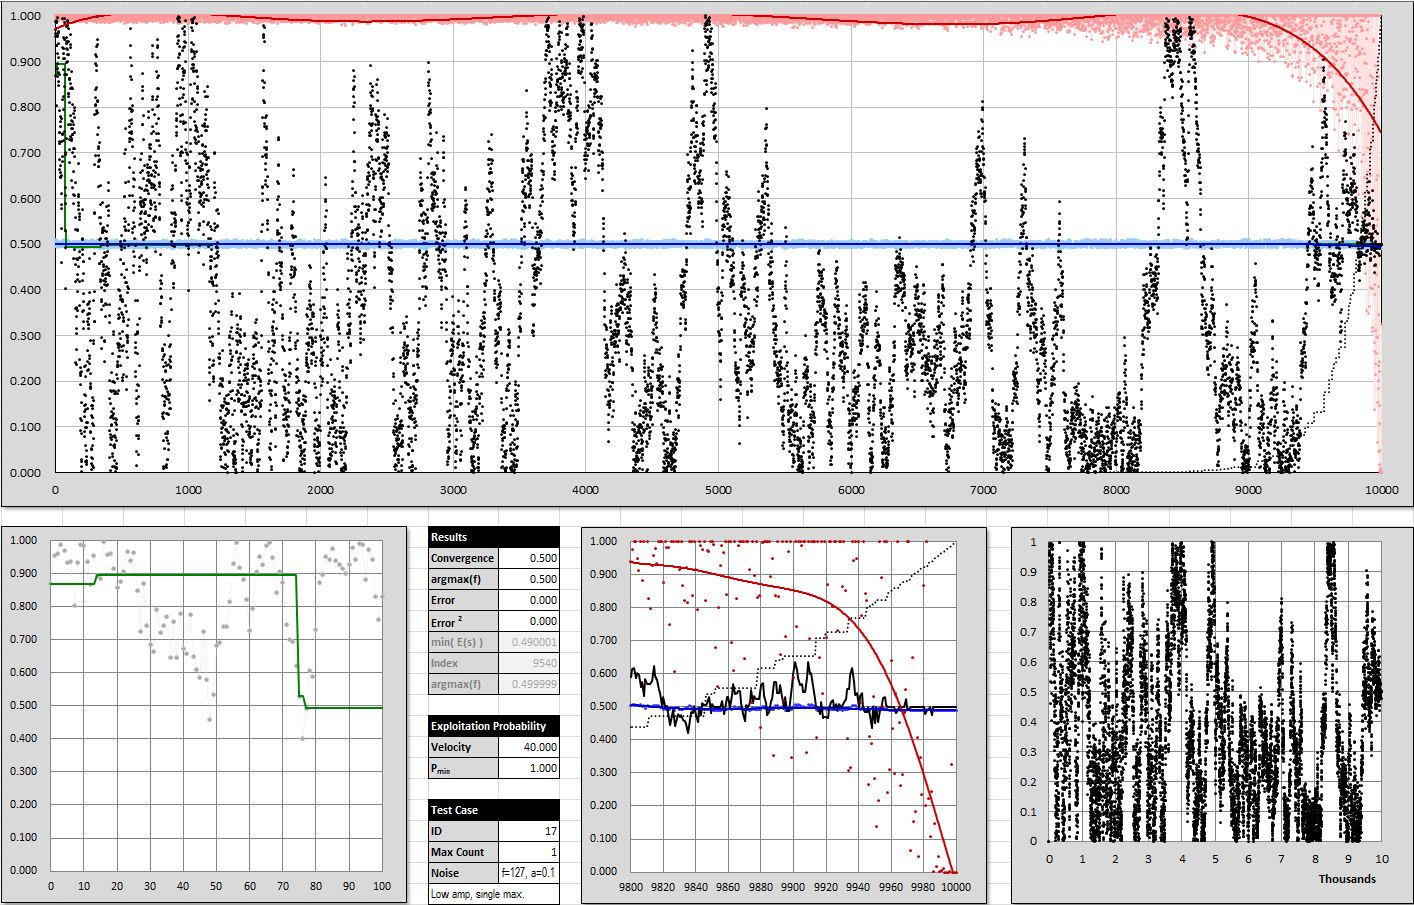 1.000
0.900
0.800
0.700
0.600
0.500
0.400
0.300
0.200
0.100
0.000
0 1000 2000 3000 4000 5000 6000 7000 8000 9000 10000
1.000
0.900
0.800
0.700
0.600
0.500
0.400
0.300
0.200
0.100
0.000
0 10 20 30 40 50 60 70 80 90 100
Results
Convergence 0.500
argmax(f) 0.500
Error 0.000
Error ² 0.000
min( E(s) ) 0.490001
Index 9540
argmax(f) 0.499999
Exploitation Probability
Velocity 40.000
Pmin 1.000
Test Case
ID 17
Max Count 1
Noise f=127, a=0.1
Low amp, single max.
1.000
0.900
0.800
0.700
0.600
0.500
0.400
0.300
0.200
0.100
0.000
9800 9820 9840 9860 9880 9900 9920 9940 9960 9980 10000
1
0.9
0.8
0.7
0.6
0.5
0.4
0.3
0.2
0.1
0
0 1 2 3 4 5 6 7 8 9 10
Thousands